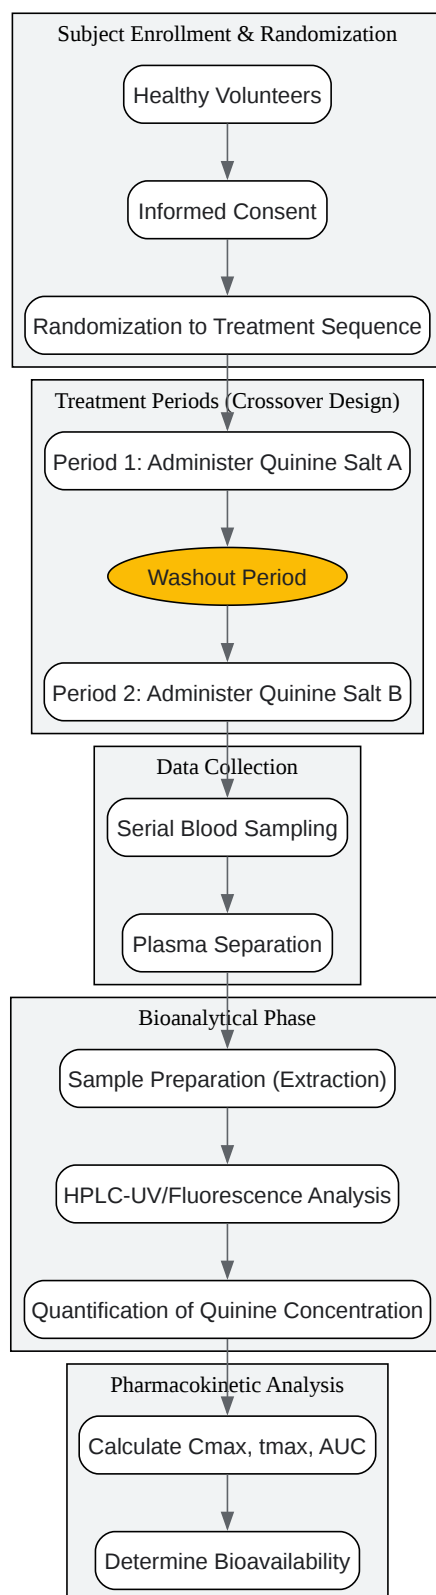 Subject Enrollment & Randomization
Healthy Volunteers
Informed Consent
Randomization to Treatment Sequence
Treatment Periods (Crossover Design)
Period 1: Administer Quinine Salt A
Washout Period
Period 2: Administer Quinine Salt B
Data Collection
Serial Blood Sampling
Plasma Separation
Bioanalytical Phase
Sample Preparation (Extraction)
HPLC-UV/Fluorescence Analysis
Quantification of Quinine Concentration
Pharmacokinetic Analysis
Calculate Cmax, tmax, AUC
Determine Bioavailability